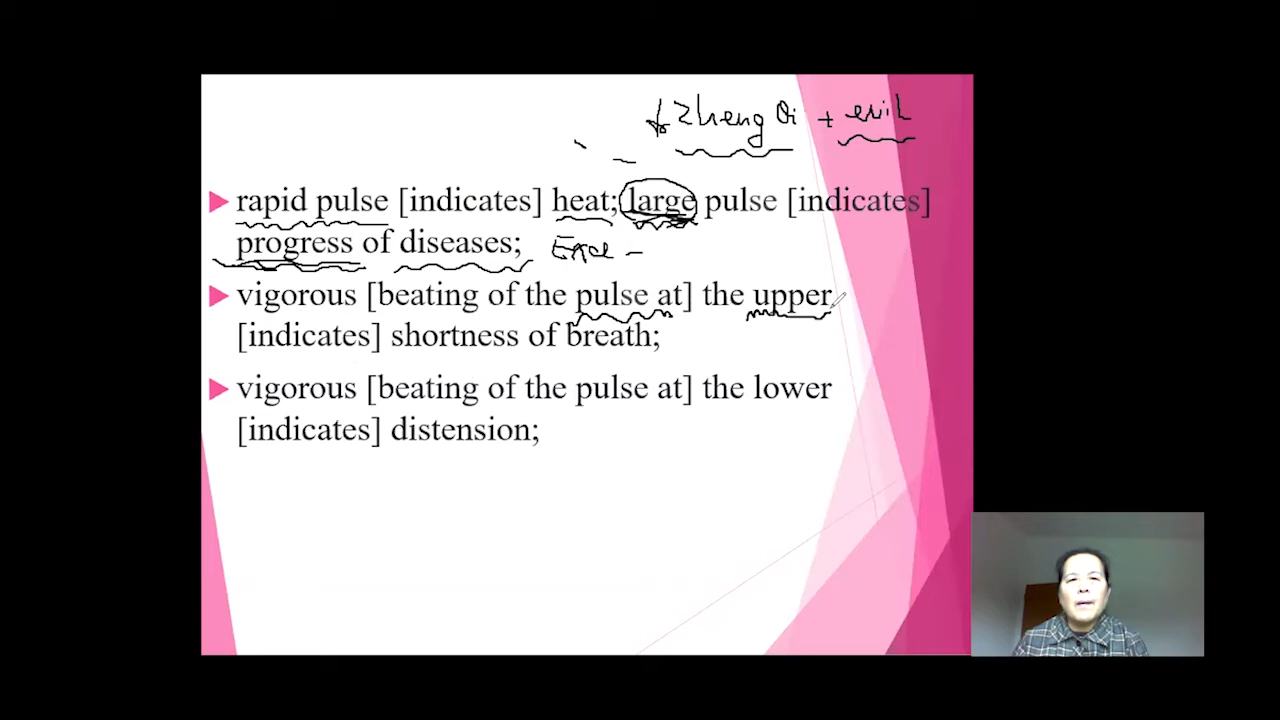 Zheng Qi + evil
rapid pulse [indicates] heat; large pulse [indicates]
progress of diseases;
vigorous [beating of the pulse at] the upper
[indicates] shortness of breath;
vigorous [beating of the pulse at] the lower
[indicates] distension;